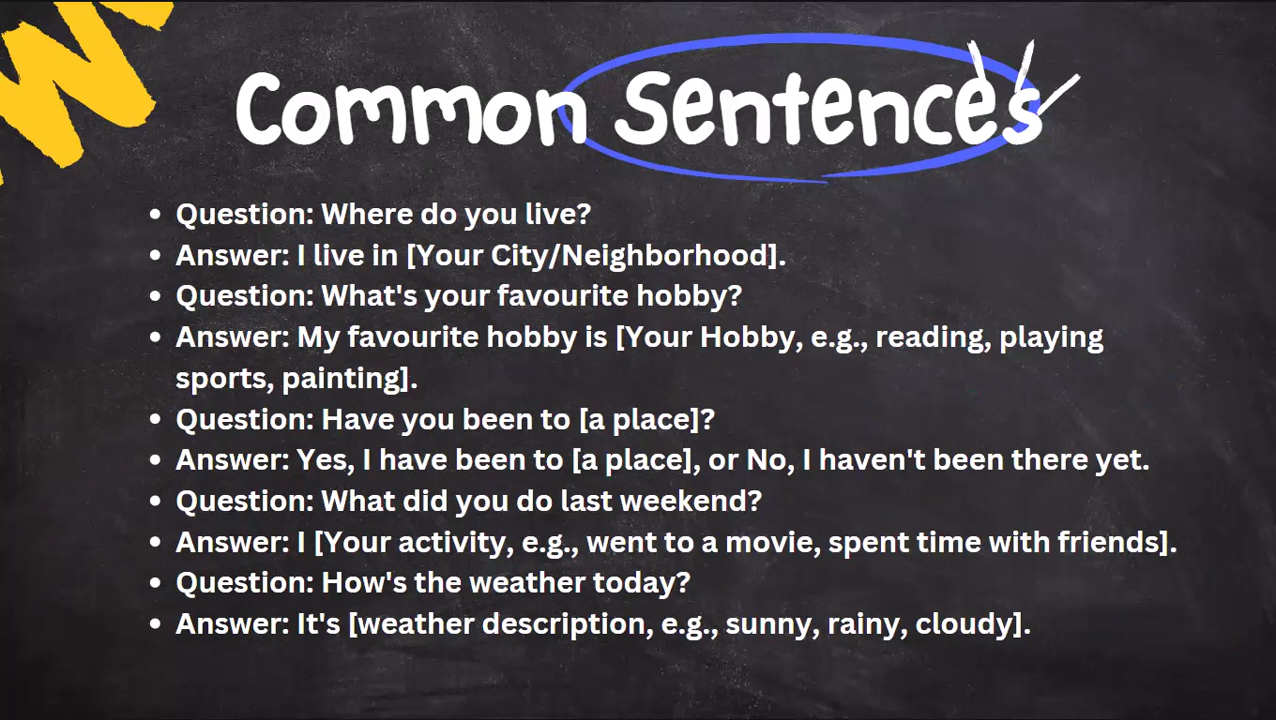 Common Sentences
• Question: Where do you live?
• Answer: I live in [Your City/Neighborhood].
• Question: What's your favourite hobby?
• Answer: My favourite hobby is [Your Hobby, e.g., reading, playing
sports, painting].
• Question: Have you been to [a place]?
• Answer: Yes, I have been to [a place], or No, I haven't been there yet.
• Question: What did you do last weekend?
• Answer: I [Your activity, e.g., went to a movie, spent time with friends].
• Question: How's the weather today?
• Answer: It's [weather description, e.g., sunny, rainy, cloudy].